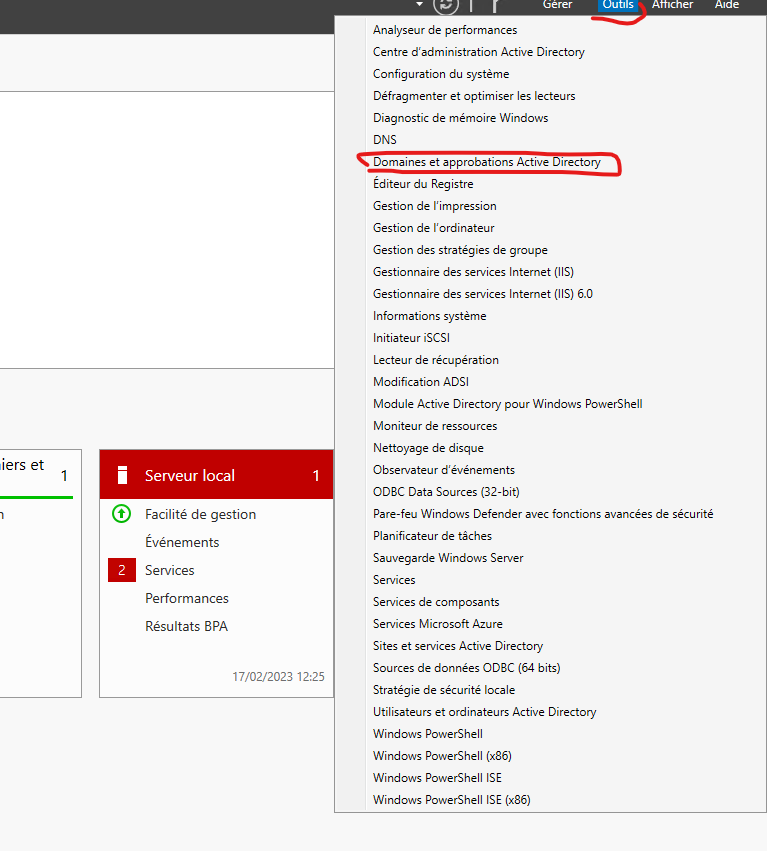 Gérer Outils Afficher Aide
Analyseur de performances
Centre d'administration Active Directory
Configuration du système
Défragmenter et optimiser les lecteurs
Diagnostic de mémoire Windows
DNS
Domaines et approbations Active Directory
Éditeur du Registre
Gestion de l'impression
Gestion de l'ordinateur
Gestion des stratégies de groupe
Gestionnaire des services Internet (IIS)
Gestionnaire des services Internet (IIS) 6.0
Informations système
Initiateur iSCSI
Lecteur de récupération
Modification ADSI
Module Active Directory pour Windows PowerShell
Moniteur de ressources
Nettoyage de disque
Observateur d'événements
ODBC Data Sources (32-bit)
Pare-feu Windows Defender avec fonctions avancées de sécurité
Planificateur de tâches
Sauvegarde Windows Server
Services
Services de composants
Services Microsoft Azure
Sites et services Active Directory
Sources de données ODBC (64 bits)
Stratégie de sécurité locale
Utilisateurs et ordinateurs Active Directory
Windows PowerShell
Windows PowerShell (x86)
Windows PowerShell ISE
Windows PowerShell ISE (x86)
iers et 1
Serveur local 1
Facilité de gestion
Événements
2 Services
Performances
Résultats BPA
17/02/2023 12:25